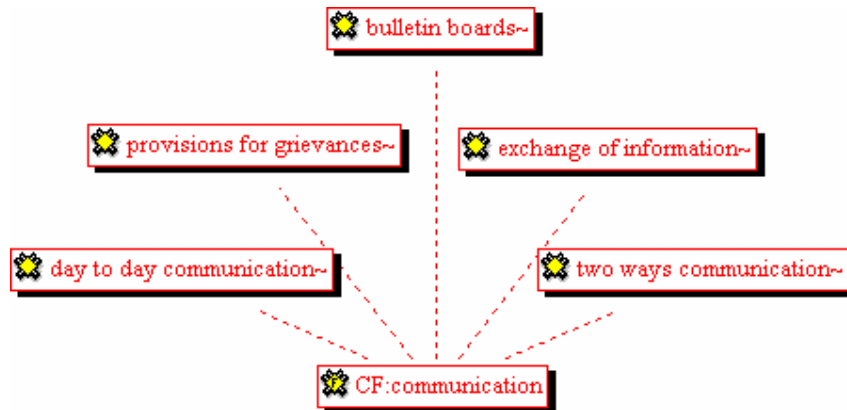 bulletin boards~
provisions for grievances~
exchange of information~
day to day communication~
two ways communication~
CF:communication